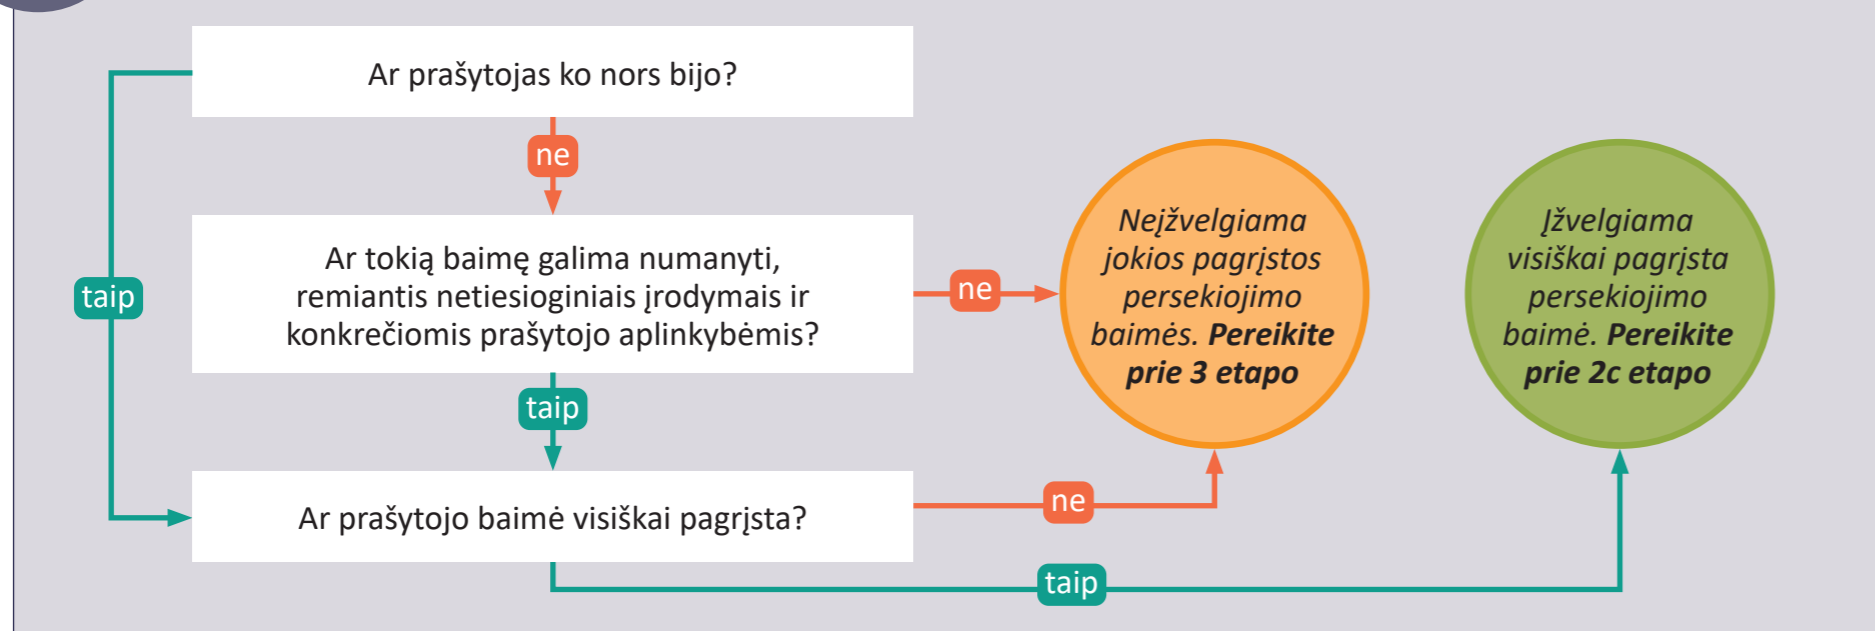 Ar prašytojas ko nors bijo?
ne
taip
Ar tokią baimę galima numanyti,
remiantis netiesioginiais įrodymais ir
konkrečiomis prašytojo aplinkybėmis?
ne
taip
Ar prašytojo baimė visiškai pagrįsta?
ne
taip
Neįžvelgiama
jokios pagrįstos
persekiojimo
baimės. Pereikite
prie 3 etapo
Įžvelgiama
visiškai pagrįsta
persekiojimo
baimė. Pereikite
prie 2c etapo